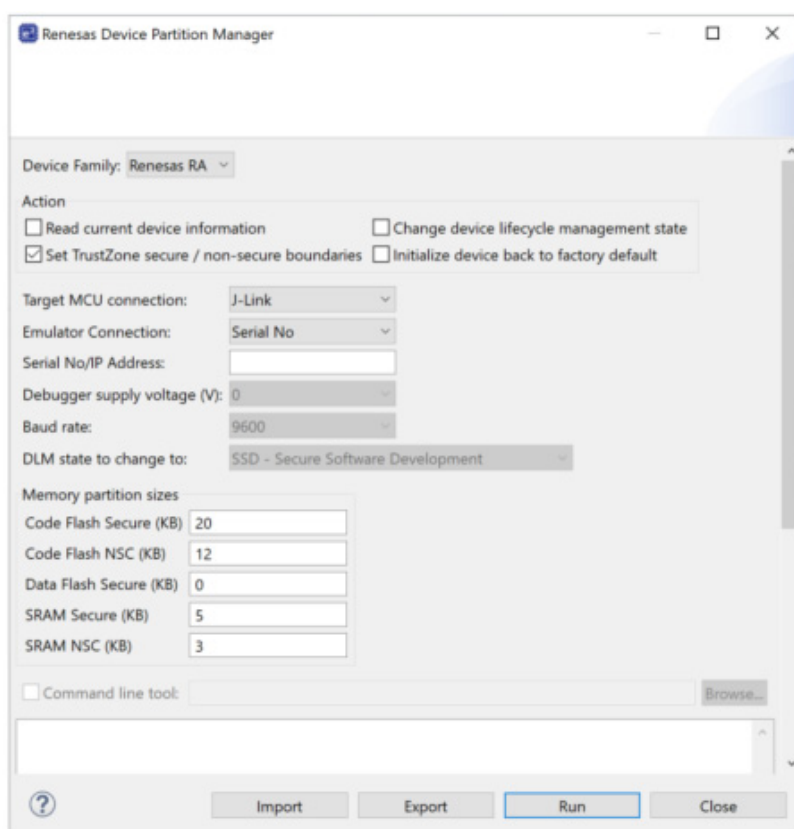 Renesas Device Partition Manager
Device Family: Renesas RA
Action
Read current device information
Change device lifecycle management state
Set TrustZone secure / non-secure boundaries
Initialize device back to factory default
Target MCU connection: J-Link
Emulator Connection: Serial No
Serial No/IP Address:
Debugger supply voltage (V): 0
Baud rate: 9600
DLM state to change to: SSD - Secure Software Development
Memory partition sizes
Code Flash Secure (KB) 20
Code Flash NSC (KB) 12
Data Flash Secure (KB) 0
SRAM Secure (KB) 5
SRAM NSC (KB) 3
Command line tool: Browse...
? Import Export Run Close